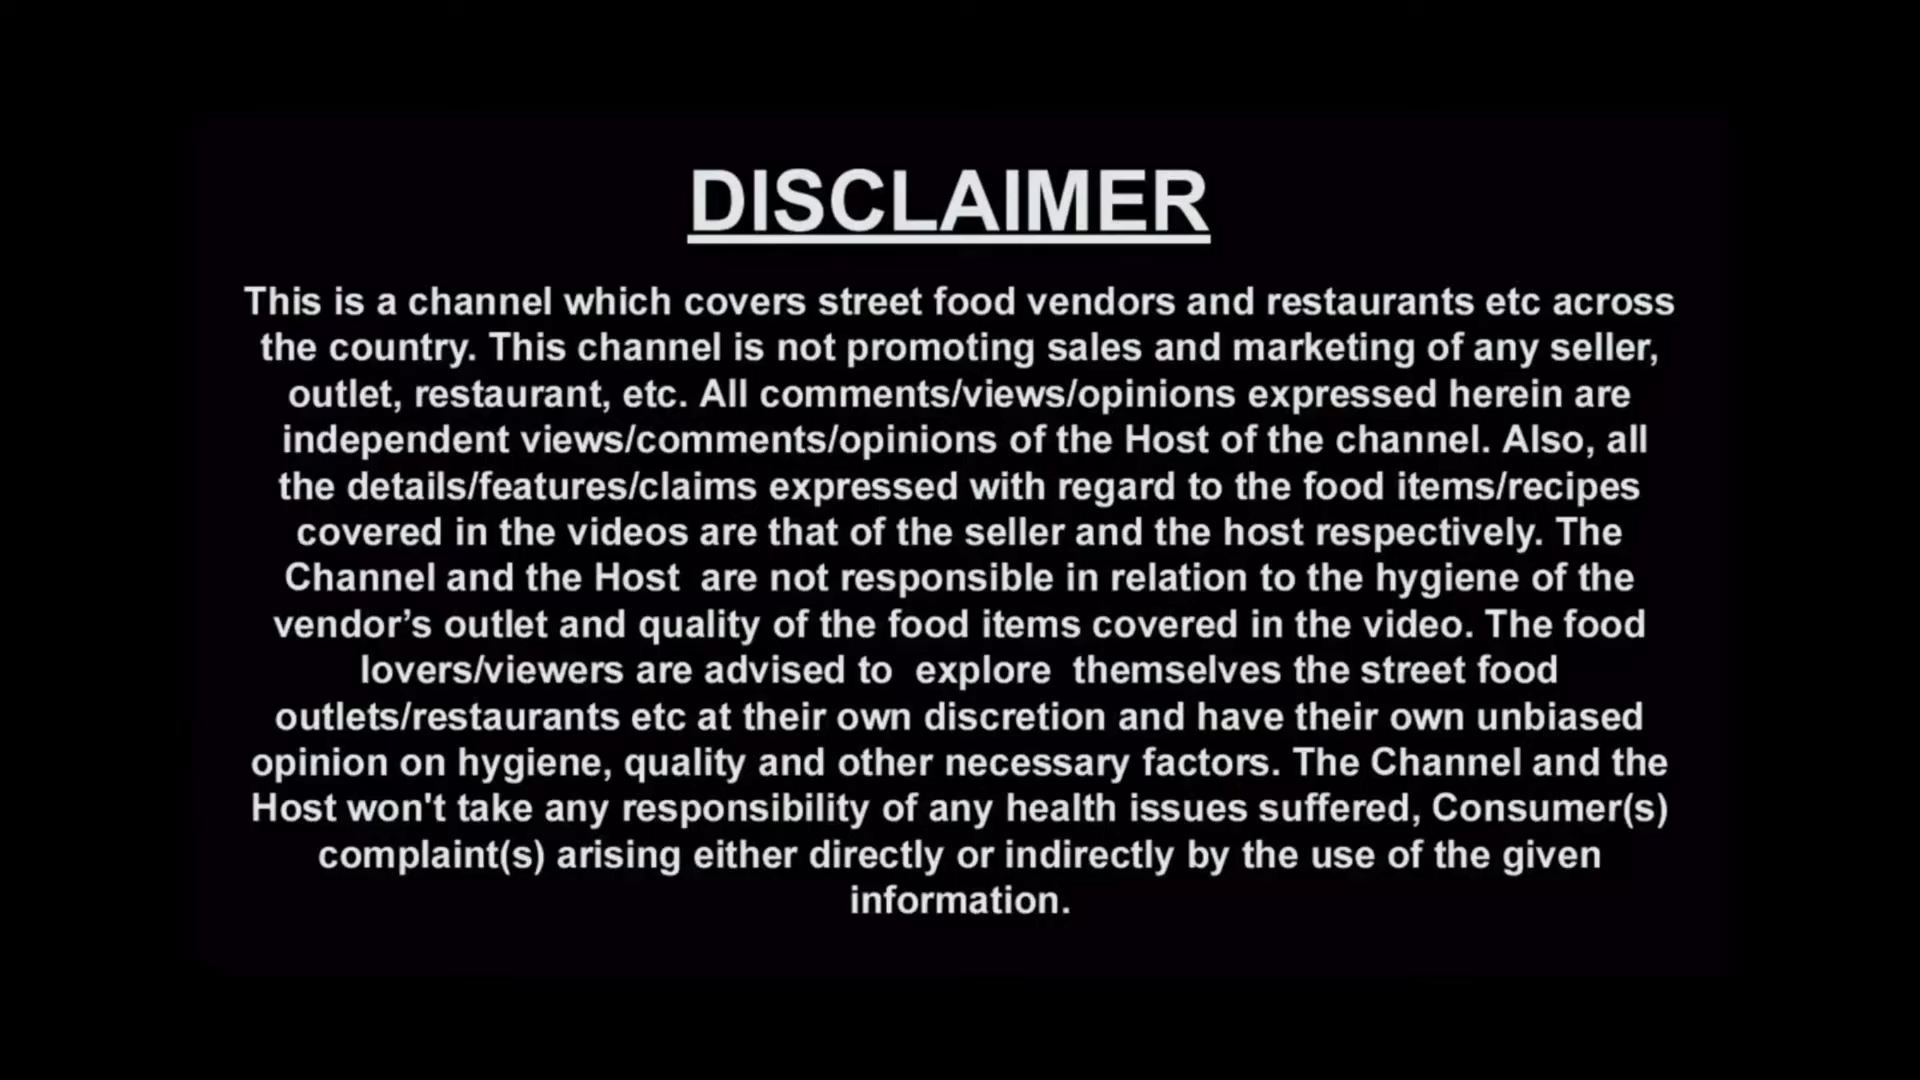 DISCLAIMER
This is a channel which covers street food vendors and restaurants etc across
the country. This channel is not promoting sales and marketing of any seller,
outlet, restaurant, etc. All comments/views/opinions expressed herein are
independent views/comments/opinions of the Host of the channel. Also, all
the details/features/claims expressed with regard to the food items/recipes
covered in the videos are that of the seller and the host respectively. The
Channel and the Host  are not responsible in relation to the hygiene of the
vendor’s outlet and quality of the food items covered in the video. The food
lovers/viewers are advised to  explore  themselves the street food
outlets/restaurants etc at their own discretion and have their own unbiased
opinion on hygiene, quality and other necessary factors. The Channel and the
Host won't take any responsibility of any health issues suffered, Consumer(s)
complaint(s) arising either directly or indirectly by the use of the given
information.